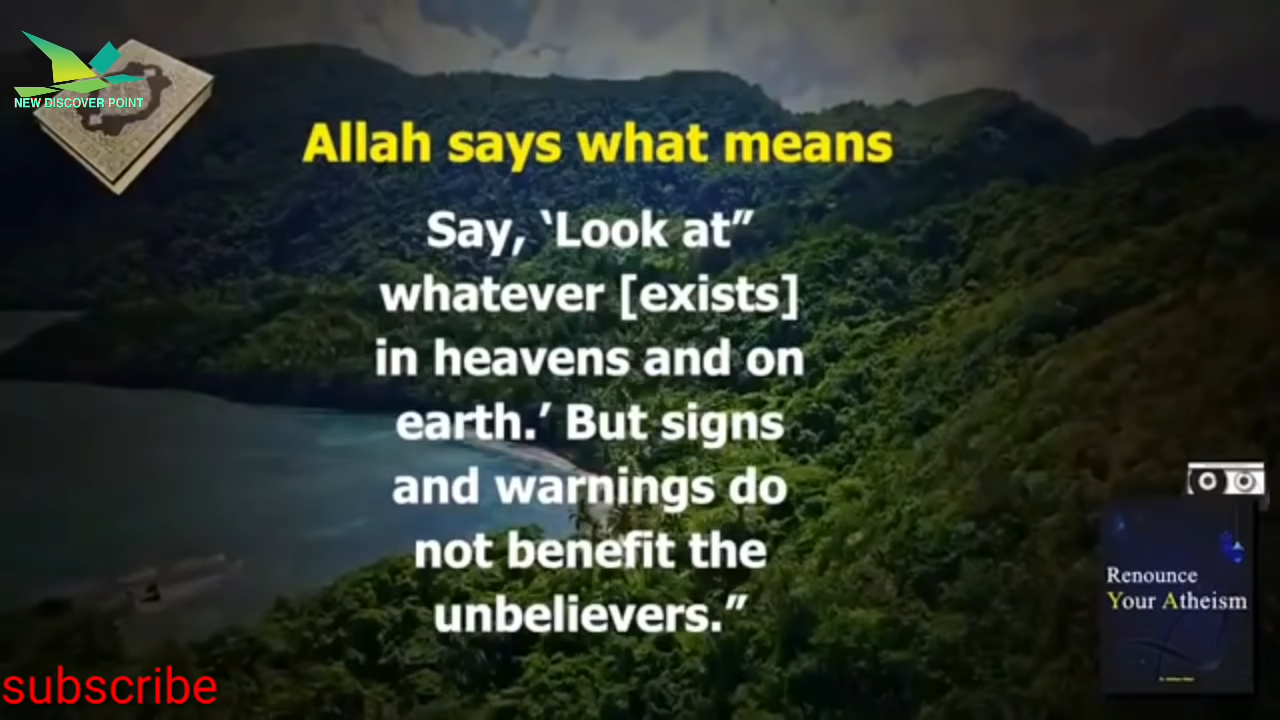 NEW DISCOVER POINT
Allah says what means
Say, ‘Look at”
whatever [exists]
in heavens and on
earth.’ But signs
and warnings do
not benefit the
unbelievers.”
Renounce
Your Atheism
subscribe